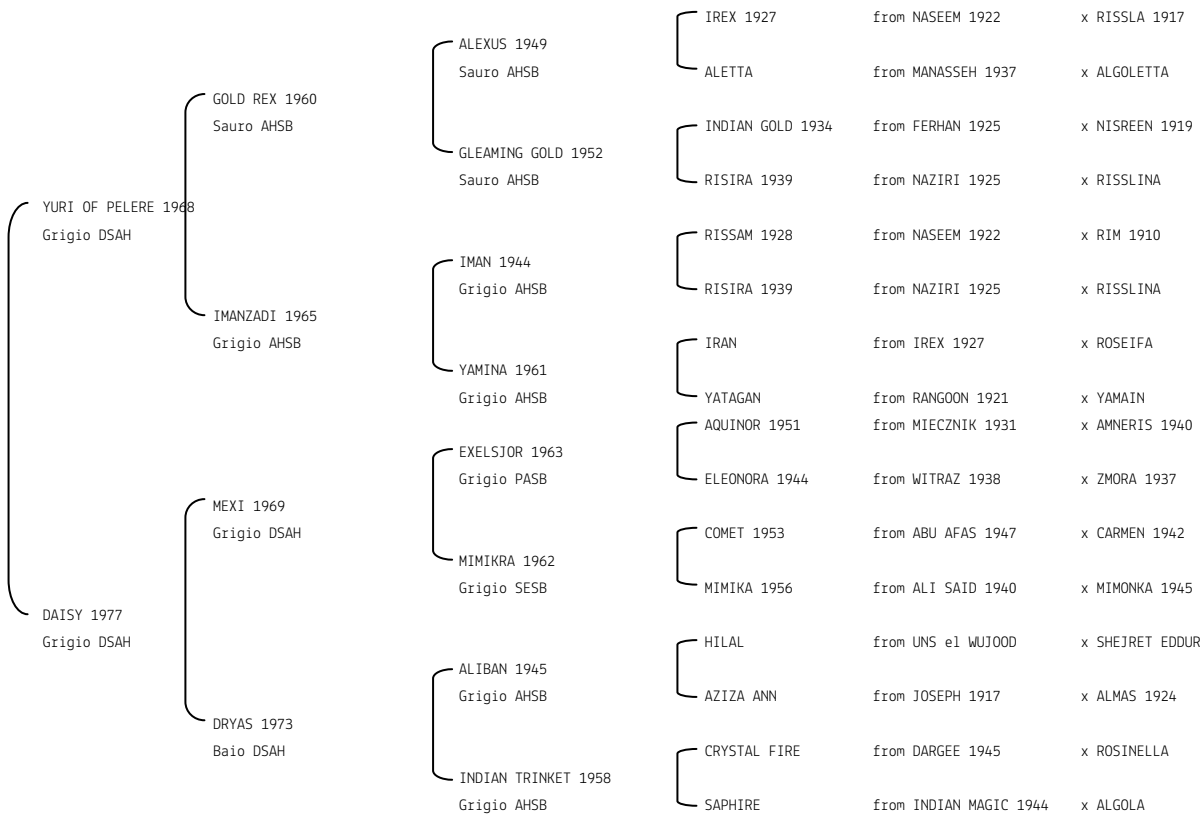 IREX 1927 from NASEEM 1922 x RISSLA 1917
ALEXUS 1949
Sauro AHSB
ALETTA from MANASSEH 1937 x ALGOLETTA
GOLD REX 1960
Sauro AHSB
INDIAN GOLD 1934 from FERHAN 1925 x NISREEN 1919
GLEAMING GOLD 1952
Sauro AHSB
RISIRA 1939 from NAZIRI 1925 x RISSLINA
YURI OF PELERE 1968
Grigio DSAH
RISSAM 1928 from NASEEM 1922 x RIM 1910
IMAN 1944
Grigio AHSB
RISIRA 1939 from NAZIRI 1925 x RISSLINA
IMANZADI 1965
Grigio AHSB
IRAN from IREX 1927 x ROSEIFA
YAMINA 1961
Grigio AHSB
YATAGAN from RANGOON 1921 x YAMAIN
AQUINOR 1951 from MIECZNIK 1931 x AMNERIS 1940
EXELSJOR 1963
Grigio PASB
ELEONORA 1944 from WITRAZ 1938 x ZMORA 1937
MEXI 1969
Grigio DSAH
COMET 1953 from ABU AFAS 1947 x CARMEN 1942
MIMIKRA 1962
Grigio SESB
MIMIKA 1956 from ALI SAID 1940 x MIMONKA 1945
DAISY 1977
Grigio DSAH
HILAL from UNS el WUJOOD x SHEJRET EDDUR
ALIBAN 1945
Grigio AHSB
AZIZA ANN from JOSEPH 1917 x ALMAS 1924
DRYAS 1973
Baio DSAH
CRYSTAL FIRE from DARGEE 1945 x ROSINELLA
INDIAN TRINKET 1958
Grigio AHSB
SAPHIRE from INDIAN MAGIC 1944 x ALGOLA